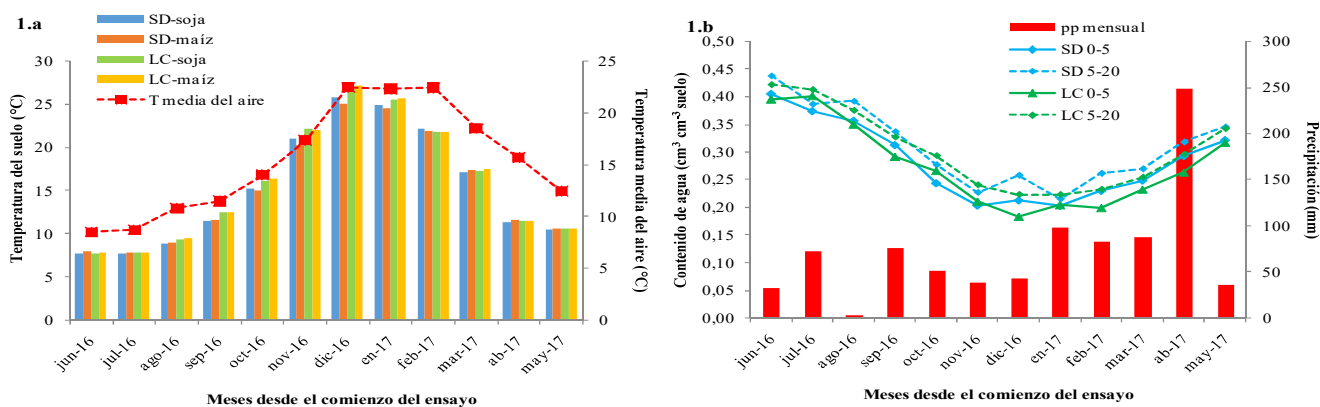 1.a
SD-soja
SD-maíz
LC-soja
LC-maíz
T media del aire
Temperatura del suelo (°C)
30
25
20
15
10
5
0
25
20
15
10
5
0
Temperatura media del aire (°C)
jun-16
jul-16
ago-16
sep-16
oct-16
nov-16
dic-16
en-17
feb-17
mar-17
ab-17
may-17
Meses desde el comienzo del ensayo
1.b
pp mensual
SD 0-5
SD 5-20
LC 0-5
LC 5-20
Contenido de agua (cm³ cm⁻³ suelo)
0,50
0,45
0,40
0,35
0,30
0,25
0,20
0,15
0,10
0,05
0,00
300
250
200
150
100
50
0
Precipitación (mm)
jun-16
jul-16
ago-16
sep-16
oct-16
nov-16
dic-16
en-17
feb-17
mar-17
ab-17
may-17
Meses desde el comienzo del ensayo